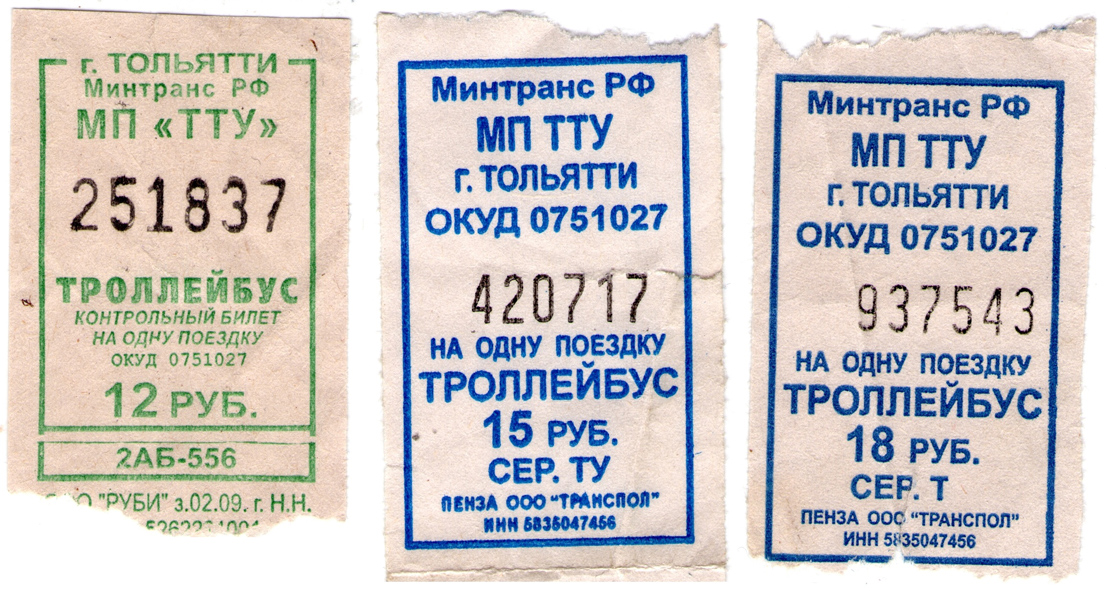 г. ТОЛЬЯТТИ
Минтранс РФ
МП «ТТУ»
251837
ТРОЛЛЕЙБУС
КОНТРОЛЬНЫЙ БИЛЕТ
НА ОДНУ ПОЕЗДКУ
ОКУД 0751027
12 РУБ.
2АБ-556
"РУБИ" з.02.09. г. Н.Н.
Минтранс РФ
МП ТТУ
г. ТОЛЬЯТТИ
ОКУД 0751027
420717
НА ОДНУ ПОЕЗДКУ
ТРОЛЛЕЙБУС
15 РУБ.
СЕР. ТУ
ПЕНЗА ООО "ТРАНСПОЛ"
ИНН 5835047456
Минтранс РФ
МП ТТУ
г. ТОЛЬЯТТИ
ОКУД 0751027
937543
НА ОДНУ ПОЕЗДКУ
ТРОЛЛЕЙБУС
18 РУБ.
СЕР. Т
ПЕНЗА ООО "ТРАНСПОЛ"
ИНН 5835047456